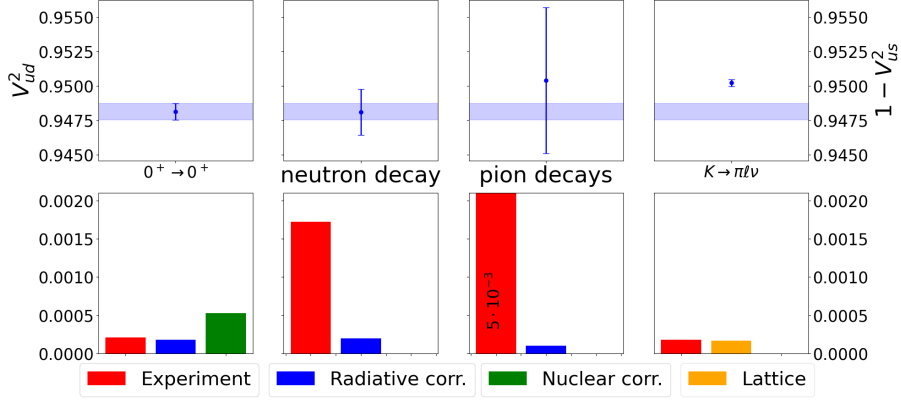 0.9550
0.9525
0.9500
0.9475
0.9450
V²ud
0⁺ → 0⁺
neutron decay
pion decays
K → πℓν
0.9550
0.9525
0.9500
0.9475
0.9450
1 − V²us
0.0020
0.0015
0.0010
0.0005
0.0000
5 · 10⁻³
0.0020
0.0015
0.0010
0.0005
0.0000
Experiment
Radiative corr.
Nuclear corr.
Lattice